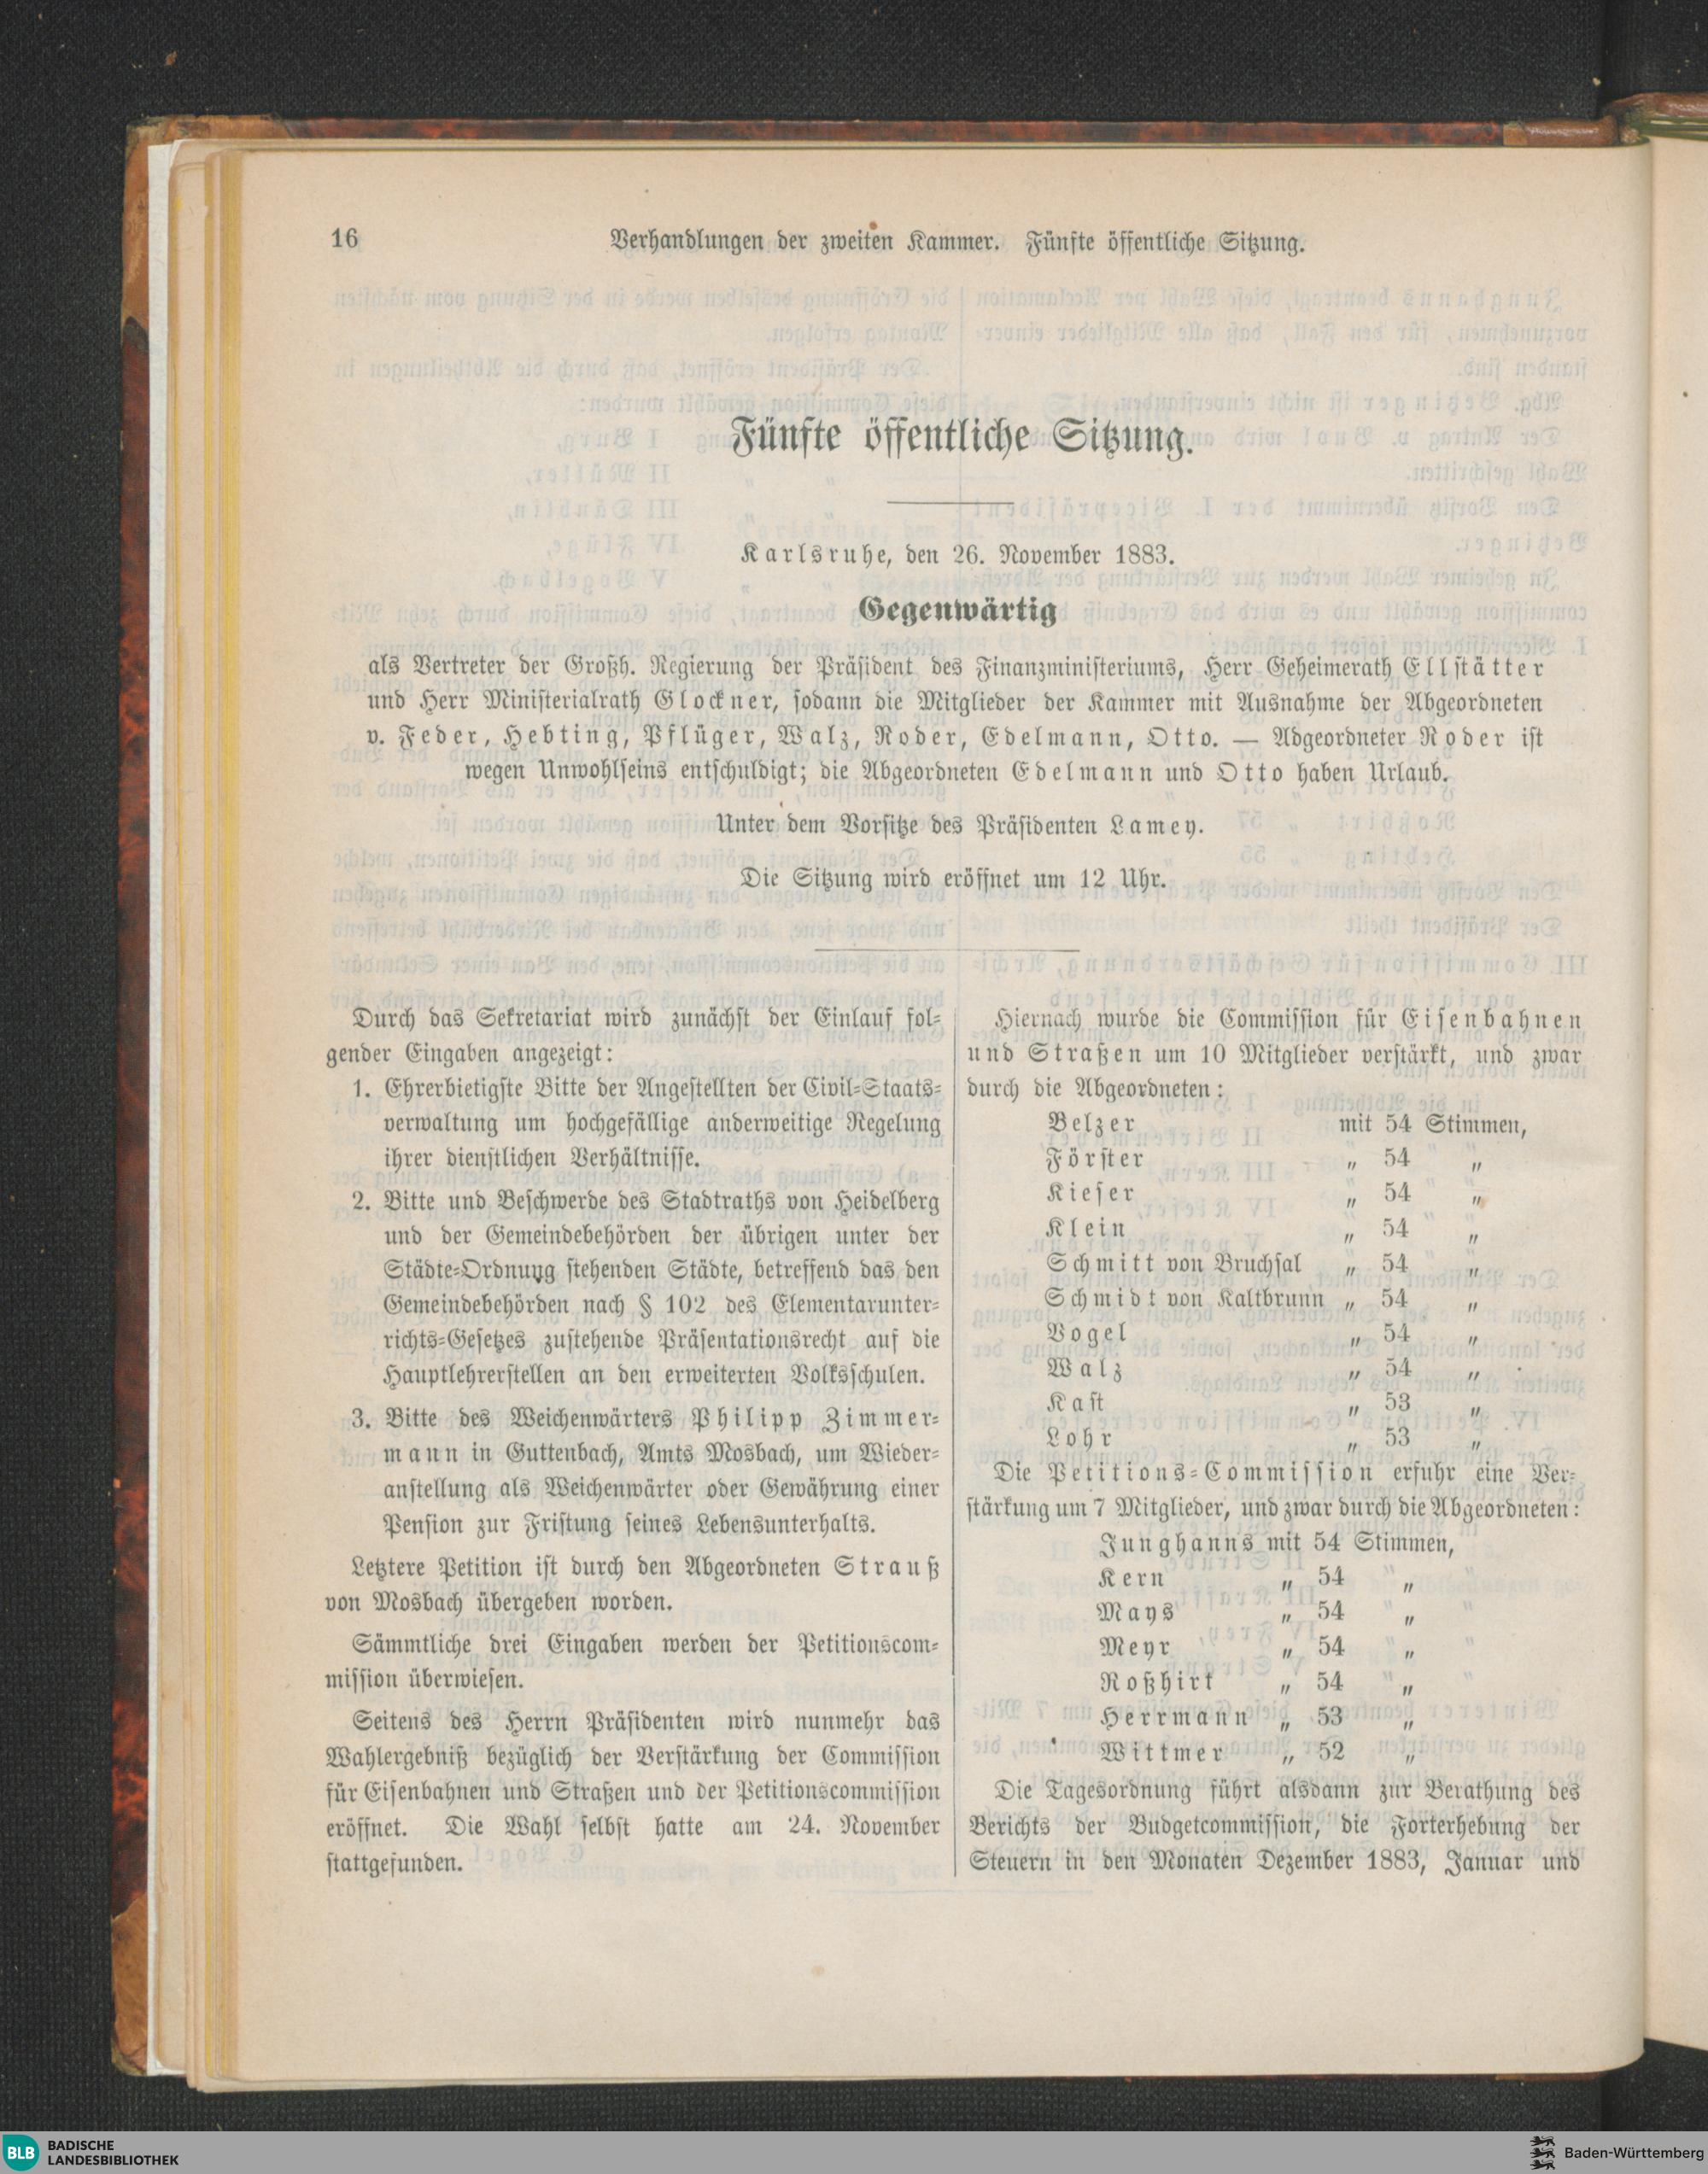 16
Verhandlungen der zweiten Kammer. Fünfte öffentliche Sitzung.
Fünfte öffentliche Sitzung.
Karlsruhe, den 26. November 1883.
Gegenwärtig
als Vertreter der Großh. Regierung der Präsident des Finanzministeriums, Herr Geheimerath Ellstätter
und Herr Ministerialrath Glockner, sodann die Mitglieder der Kammer mit Ausnahme der Abgeordneten
v. Feder, Hebting, Pflüger, Walz, Roder, Edelmann, Otto. — Abgeordneter Roder ist
wegen Unwohlseins entschuldigt; die Abgeordneten Edelmann und Otto haben Urlaub.
Unter dem Vorsitze des Präsidenten Lamey.
Die Sitzung wird eröffnet um 12 Uhr.
Durch das Sekretariat wird zunächst der Einlauf fol-
gender Eingaben angezeigt:
1. Ehrerbietigste Bitte der Angestellten der Civil-Staats-
verwaltung um hochgefällige anderweitige Regelung
ihrer dienstlichen Verhältnisse.
2. Bitte und Beschwerde des Stadtraths von Heidelberg
und der Gemeindebehörden der übrigen unter der
Städte-Ordnung stehenden Städte, betreffend das den
Gemeindebehörden nach § 102 des Elementarunter-
richts-Gesetzes zustehende Präsentationsrecht auf die
Hauptlehrerstellen an den erweiterten Volksschulen.
3. Bitte des Weichenwärters Philipp Zimmer-
mann in Guttenbach, Amts Mosbach, um Wieder-
anstellung als Weichenwärter oder Gewährung einer
Pension zur Fristung seines Lebensunterhalts.
Letztere Petition ist durch den Abgeordneten Strauß
von Mosbach übergeben worden.
Sämmtliche drei Eingaben werden der Petitionscom-
mission überwiesen.
Seitens des Herrn Präsidenten wird nunmehr das
Wahlergebniß bezüglich der Verstärkung der Commission
für Eisenbahnen und Straßen und der Petitionscommission
eröffnet. Die Wahl selbst hatte am 24. November
stattgefunden.
Hiernach wurde die Commission für Eisenbahnen
und Straßen um 10 Mitglieder verstärkt, und zwar
durch die Abgeordneten:
Belzer mit 54 Stimmen,
Förster „ 54 „
Kiefer „ 54 „
Klein „ 54 „
Schmitt von Bruchsal „ 54 „
Schmidt von Kaltbrunn „ 54 „
Vogel „ 54 „
Walz „ 54 „
Kast „ 53 „
Lohr „ 53 „
Die Petitions-Commission erfuhr eine Ver-
stärkung um 7 Mitglieder, und zwar durch die Abgeordneten:
Junghanns mit 54 Stimmen,
Kern „ 54 „
Mays „ 54 „
Meyr „ 54 „
Roßhirt „ 54 „
Herrmann „ 53 „
Wittmer „ 52 „
Die Tagesordnung führt alsdann zur Berathung des
Berichts der Budgetcommission, die Forterhebung der
Steuern in den Monaten Dezember 1883, Januar und
BLB BADISCHE
LANDESBIBLIOTHEK
Baden-Württemberg